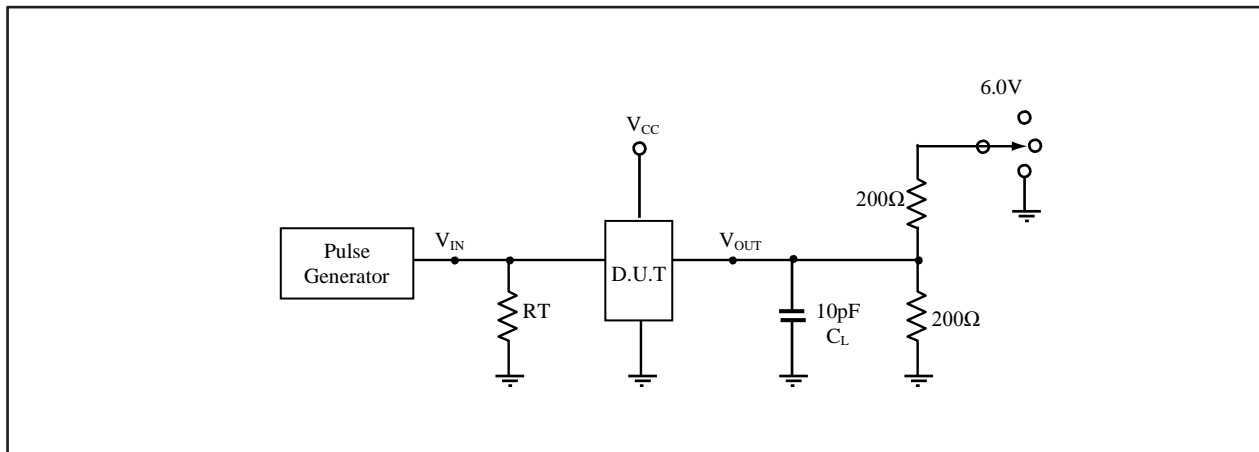 6.0V
VCC
200Ω
VIN
VOUT
Pulse
Generator
D.U.T
RT
10pF
CL
200Ω